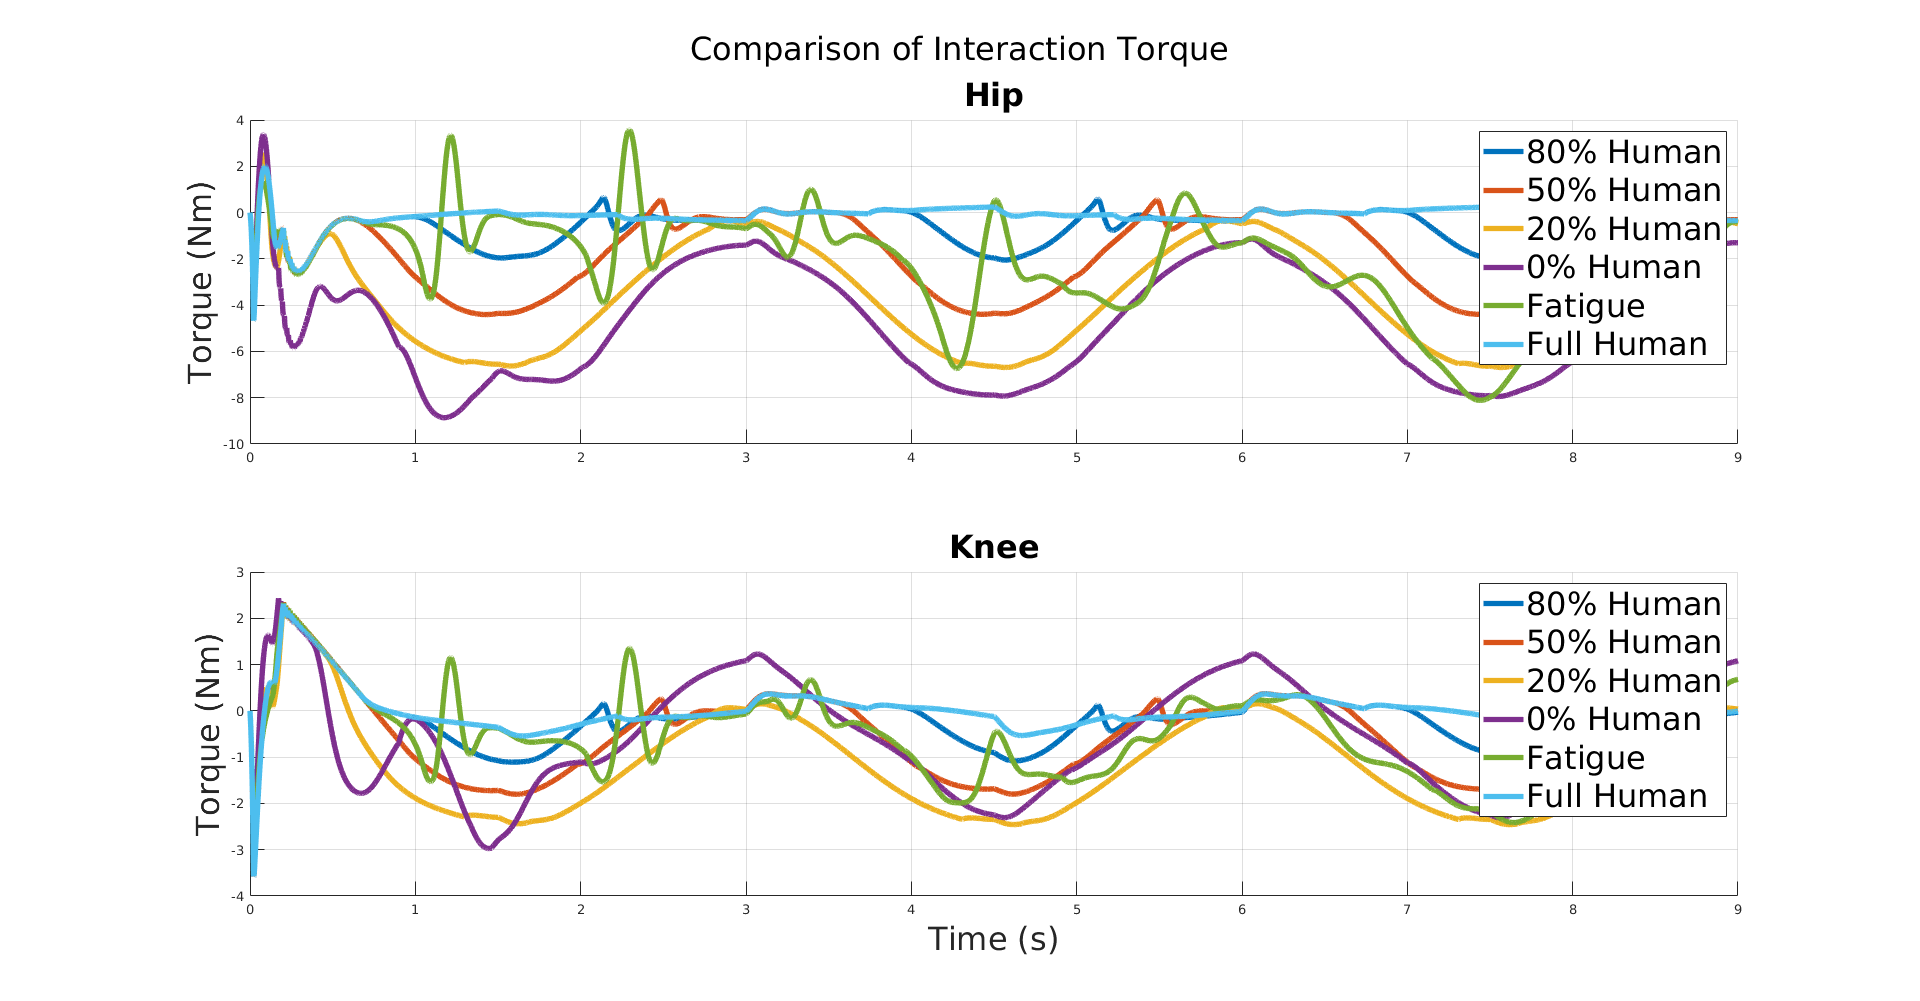 Comparison of Interaction Torque
Hip
Torque (Nm)
4
2
0
-2
-4
-6
-8
-10
0 1 2 3 4 5 6 7 8 9
80% Human
50% Human
20% Human
0% Human
Fatigue
Full Human
Knee
Torque (Nm)
3
2
1
0
-1
-2
-3
-4
0 1 2 3 4 5 6 7 8 9
80% Human
50% Human
20% Human
0% Human
Fatigue
Full Human
Time (s)